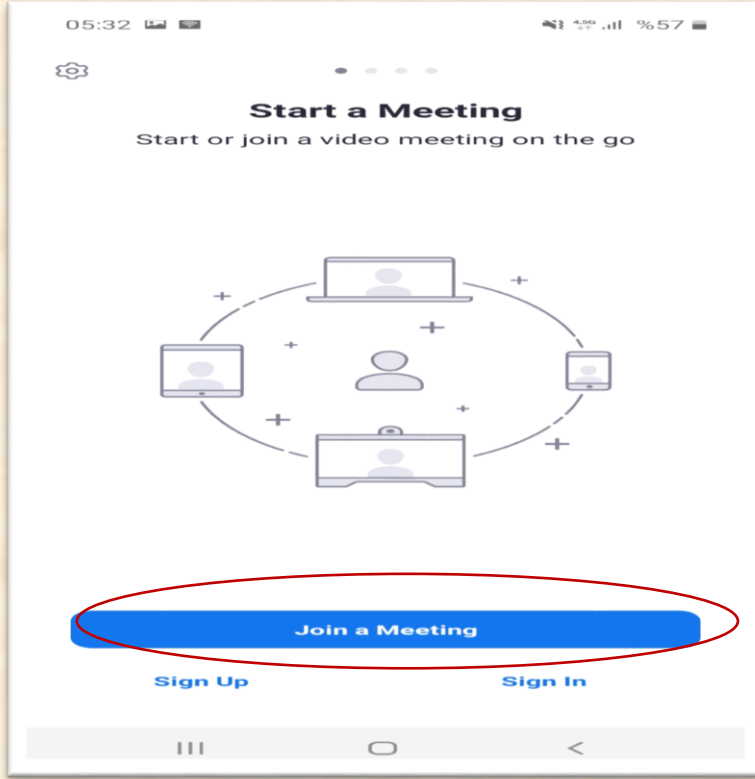 05:32 %57
Start a Meeting
Start or join a video meeting on the go
Join a Meeting
Sign Up Sign In